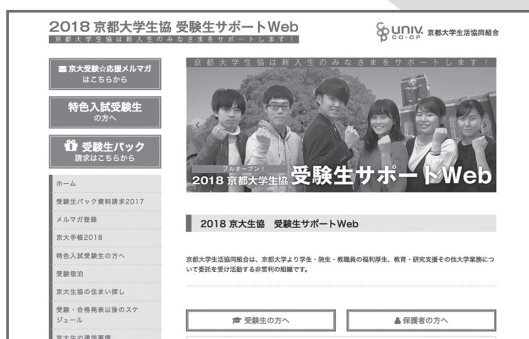 2018 京都大学生協 受験生サポートWeb
京都大学生協は新入生のみなさまをサポートします！
UNIV. CO-OP 京都大学生活協同組合
京大受験☆応援メルマガ
はこちらから
特色入試受験生
の方へ
受験生パック
請求はこちらから
ホーム
受験生パック資料請求2017
メルマガ登録
京大手帳2018
特色入試受験生の方へ
受験宿泊
京大生協の住まい探し
受験・合格発表以後のスケ
ジュール
京大生の通学事情
京都大学生協は新入生のみなさまをサポートします！
フルオープン！
2018 京都大学生協 受験生サポートWeb
2018 京大生協 受験生サポートWeb
京都大学生活協同組合は、京都大学より学生・院生・教職員の福利厚生、教育・研究支援その他大学業務につ
いて委託を受け活動する非営利の組織です。
受験生の方へ
保護者の方へ